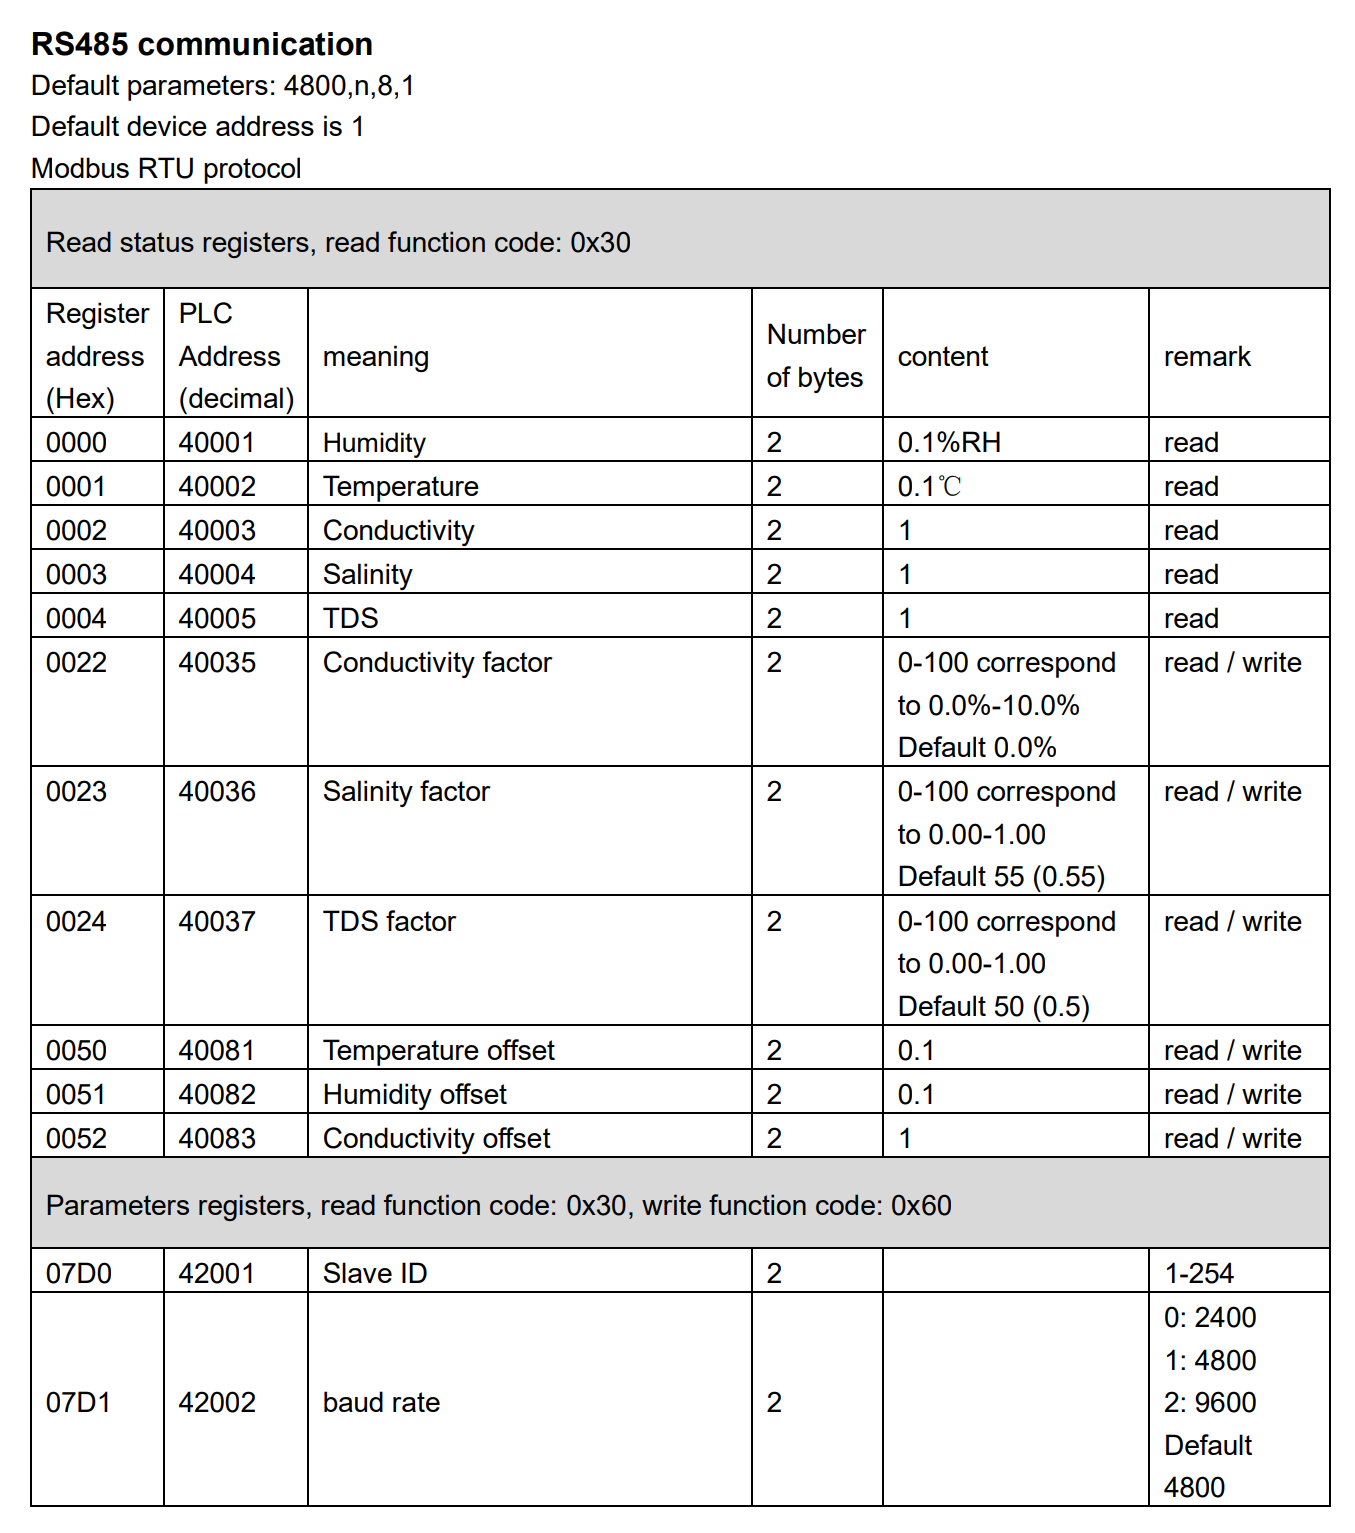 RS485 communication
Default parameters: 4800,n,8,1
Default device address is 1
Modbus RTU protocol
Read status registers, read function code: 0x30
Register address (Hex) PLC Address (decimal) meaning Number of bytes content remark
0000 40001 Humidity 2 0.1%RH read
0001 40002 Temperature 2 0.1℃ read
0002 40003 Conductivity 2 1 read
0003 40004 Salinity 2 1 read
0004 40005 TDS 2 1 read
0022 40035 Conductivity factor 2 0-100 correspond read / write
to 0.0%-10.0%
Default 0.0%
0023 40036 Salinity factor 2 0-100 correspond read / write
to 0.00-1.00
Default 55 (0.55)
0024 40037 TDS factor 2 0-100 correspond read / write
to 0.00-1.00
Default 50 (0.5)
0050 40081 Temperature offset 2 0.1 read / write
0051 40082 Humidity offset 2 0.1 read / write
0052 40083 Conductivity offset 2 1 read / write
Parameters registers, read function code: 0x30, write function code: 0x60
07D0 42001 Slave ID 2 1-254
07D1 42002 baud rate 2 0: 2400
1: 4800
2: 9600
Default
4800